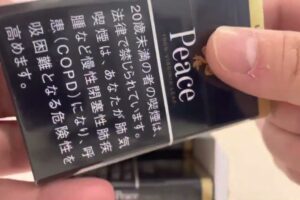 Peace
20歳未満の者の喫煙は、
法律で禁じられています。
喫煙は、あなたが肺気
腫など慢性閉塞性肺疾
患(COPD)になり、呼
吸困難となる危険性を
高めます。
Peace